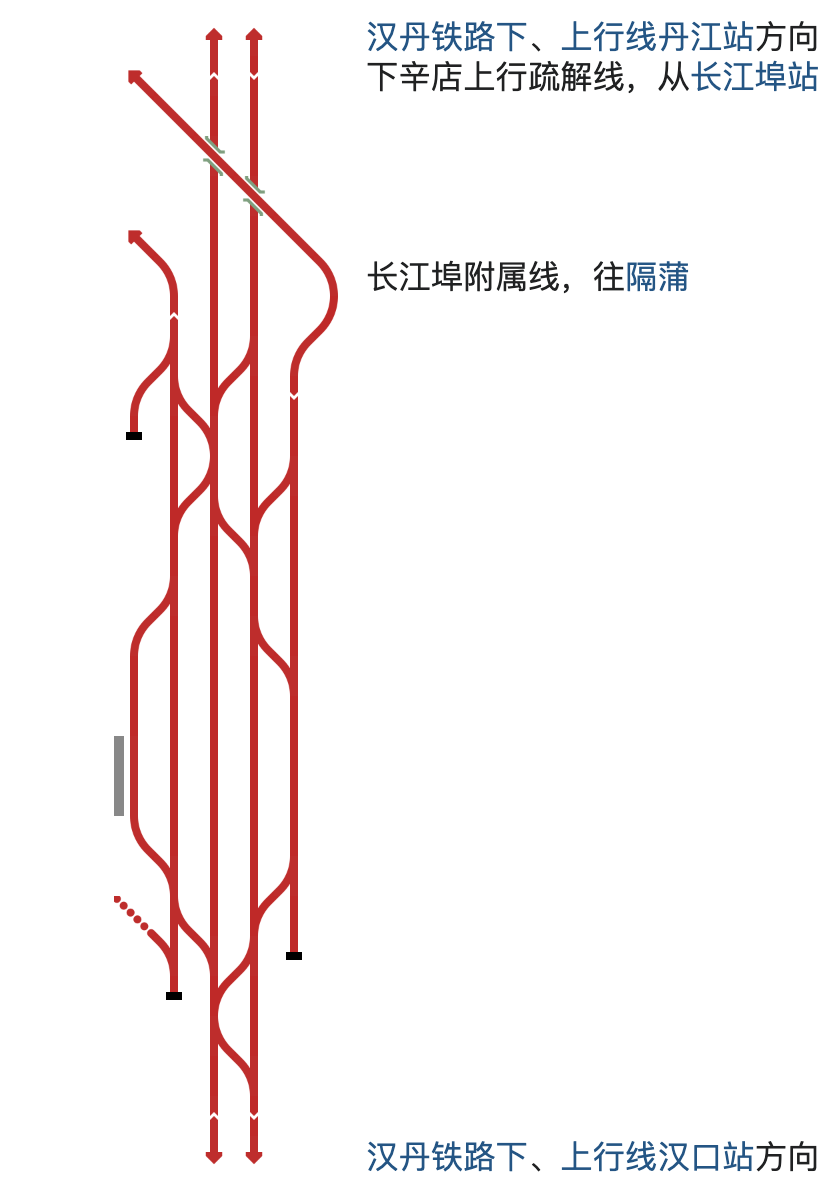 汉丹铁路下、上行线丹江站方向
下辛店上行疏解线，从长江埠站
长江埠附属线，往隔蒲
汉丹铁路下、上行线汉口站方向